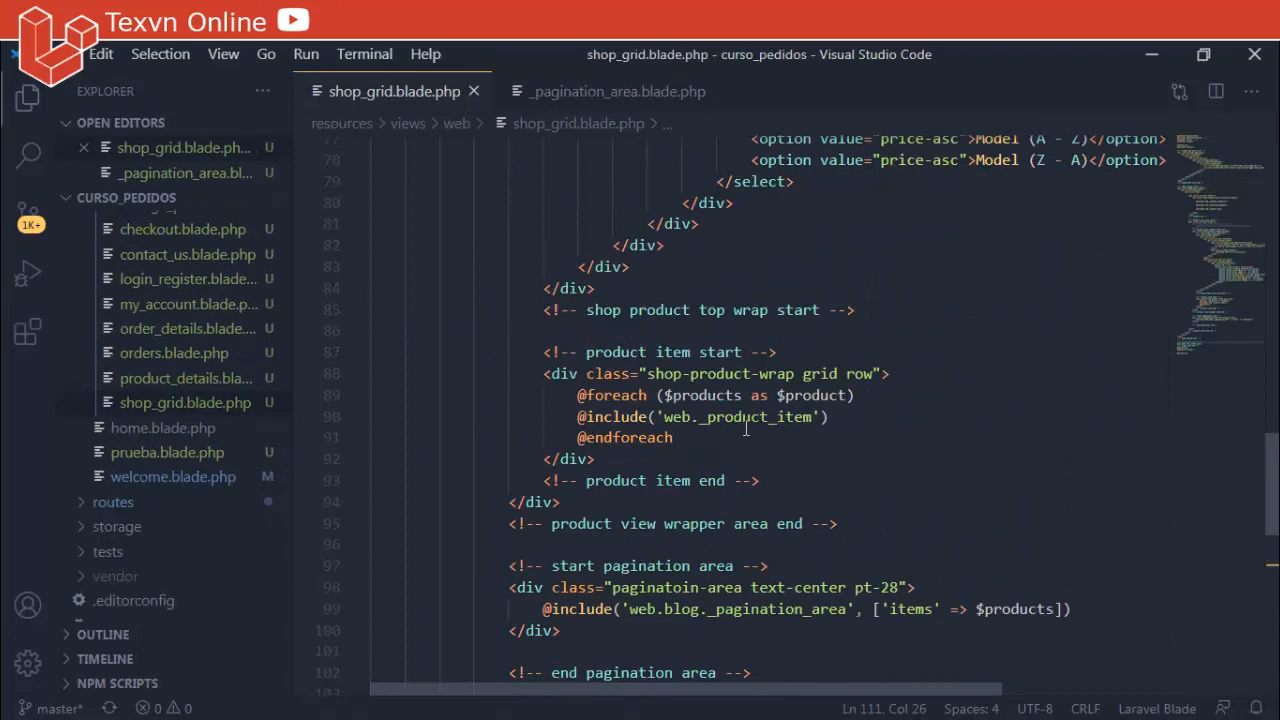 Texvn Online
Edit Selection View Go Run Terminal Help
shop_grid.blade.php - curso_pedidos - Visual Studio Code
EXPLORER
shop_grid.blade.php
_pagination_area.blade.php
resources > views > web > shop_grid.blade.php > ...
OPEN EDITORS
shop_grid.blade.ph... U
_pagination_area.bl... U
CURSO_PEDIDOS
1K+
checkout.blade.php U
contact_us.blade.php U
login_register.blade... U
my_account.blade.p... U
order_details.blade.... U
orders.blade.php U
product_details.bla... U
shop_grid.blade.php U
home.blade.php
prueba.blade.php U
welcome.blade.php M
routes
storage
tests
vendor
.editorconfig
OUTLINE
TIMELINE
NPM SCRIPTS
77 <option value="price-asc">Model (A - Z)</option>
78 <option value="price-asc">Model (Z - A)</option>
79 </select>
80 </div>
81 </div>
82 </div>
83 </div>
84 </div>
85 <!-- shop product top wrap start -->
86
87 <!-- product item start -->
88 <div class="shop-product-wrap grid row">
89 @foreach ($products as $product)
90 @include('web._product_item')
91 @endforeach
92 </div>
93 <!-- product item end -->
94 </div>
95 <!-- product view wrapper area end -->
96
97 <!-- start pagination area -->
98 <div class="paginatoin-area text-center pt-28">
99 @include('web.blog._pagination_area', ['items' => $products])
100 </div>
101
102 <!-- end pagination area -->
103
master* 0 0
Ln 111, Col 26 Spaces: 4 UTF-8 CRLF Laravel Blade